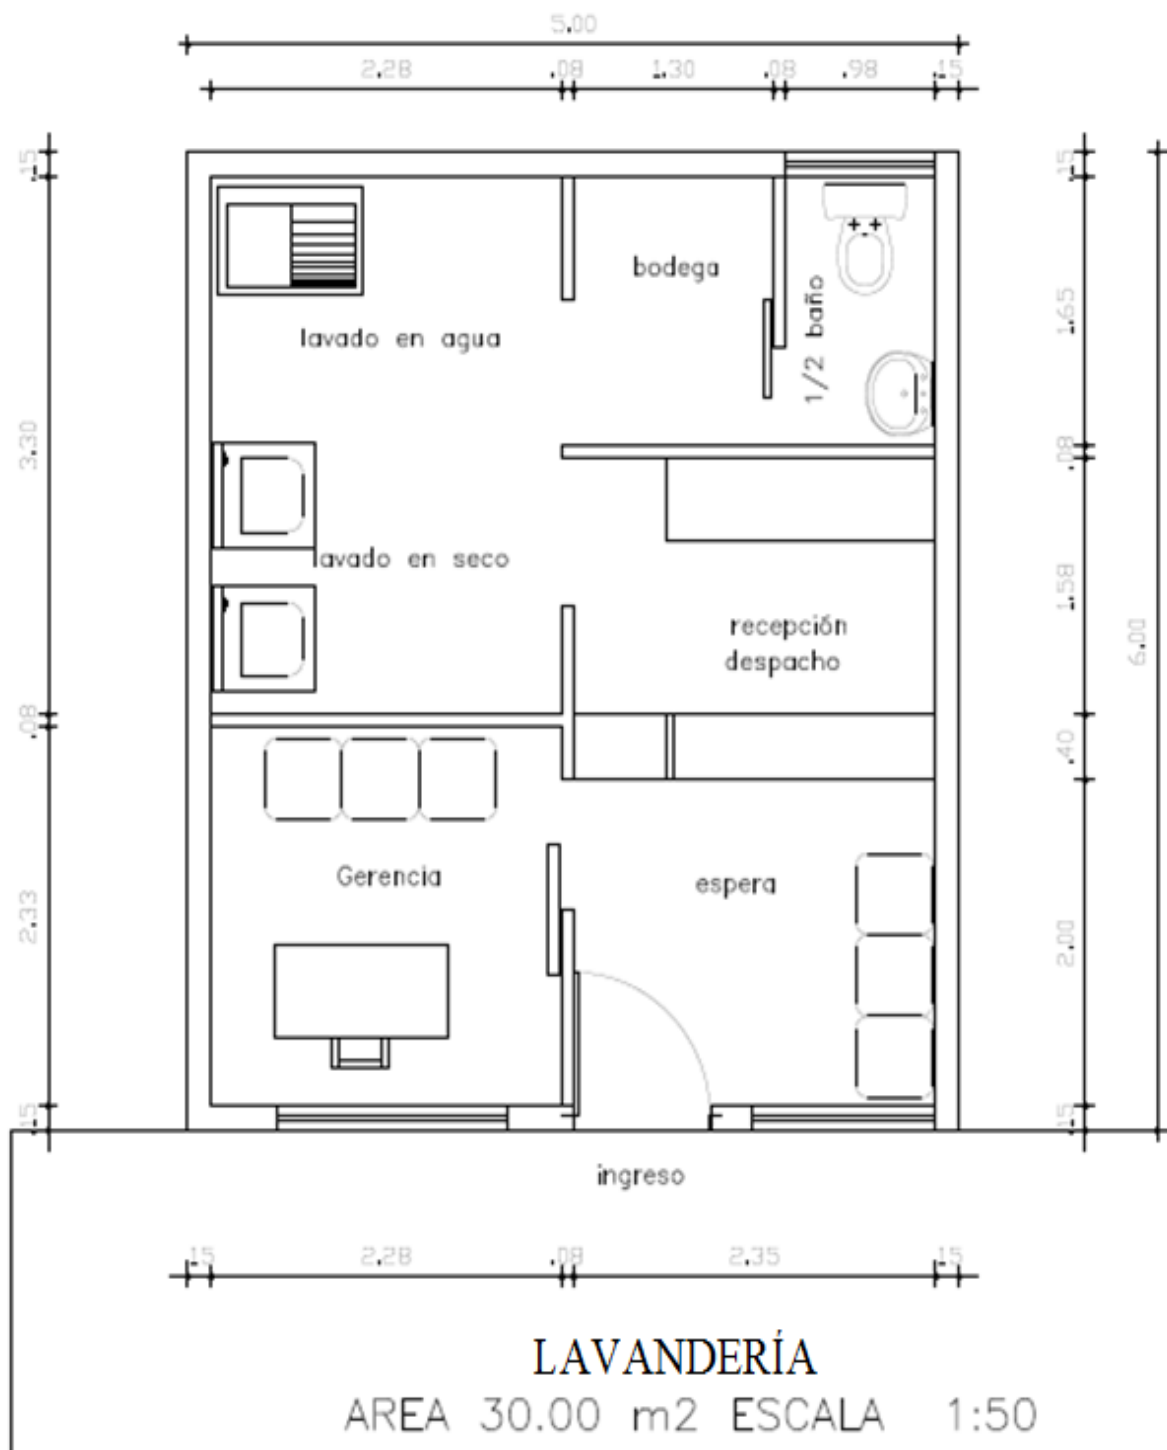 5.00
2.28 .08 1.30 .08 .98 .15
.15 .15
bodega
1/2 baño
1.65
lavado en agua
3.30
.08
lavado en seco
1.58
recepción
despacho
6.00
.08
.40
Gerencia
espera
2.33
2.00
.15 .15
ingreso
.15 2.28 .08 2.35 .15
LAVANDERÍA
AREA 30.00 m2 ESCALA 1:50